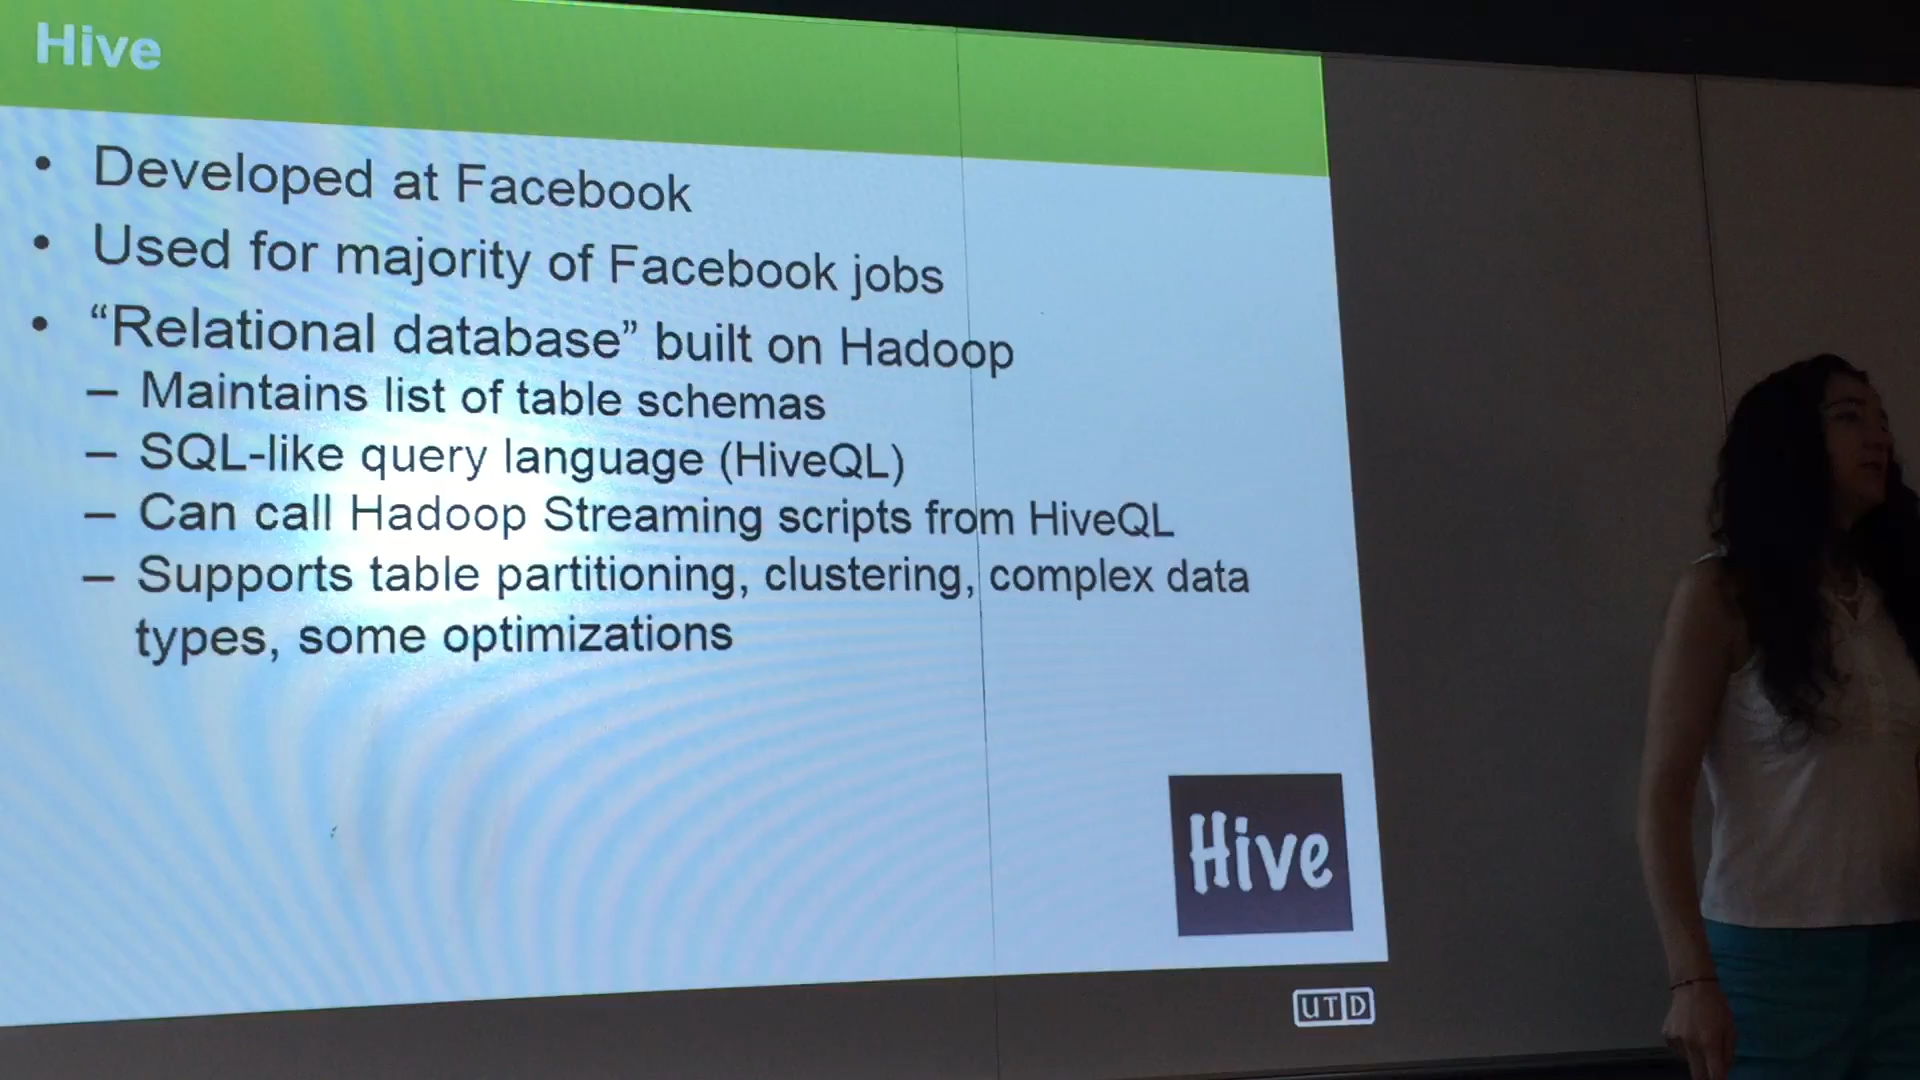 Hive
• Developed at Facebook
• Used for majority of Facebook jobs
• “Relational database” built on Hadoop
– Maintains list of table schemas
– SQL-like query language (HiveQL)
– Can call Hadoop Streaming scripts from HiveQL
– Supports table partitioning, clustering, complex data
types, some optimizations
Hive
UTD